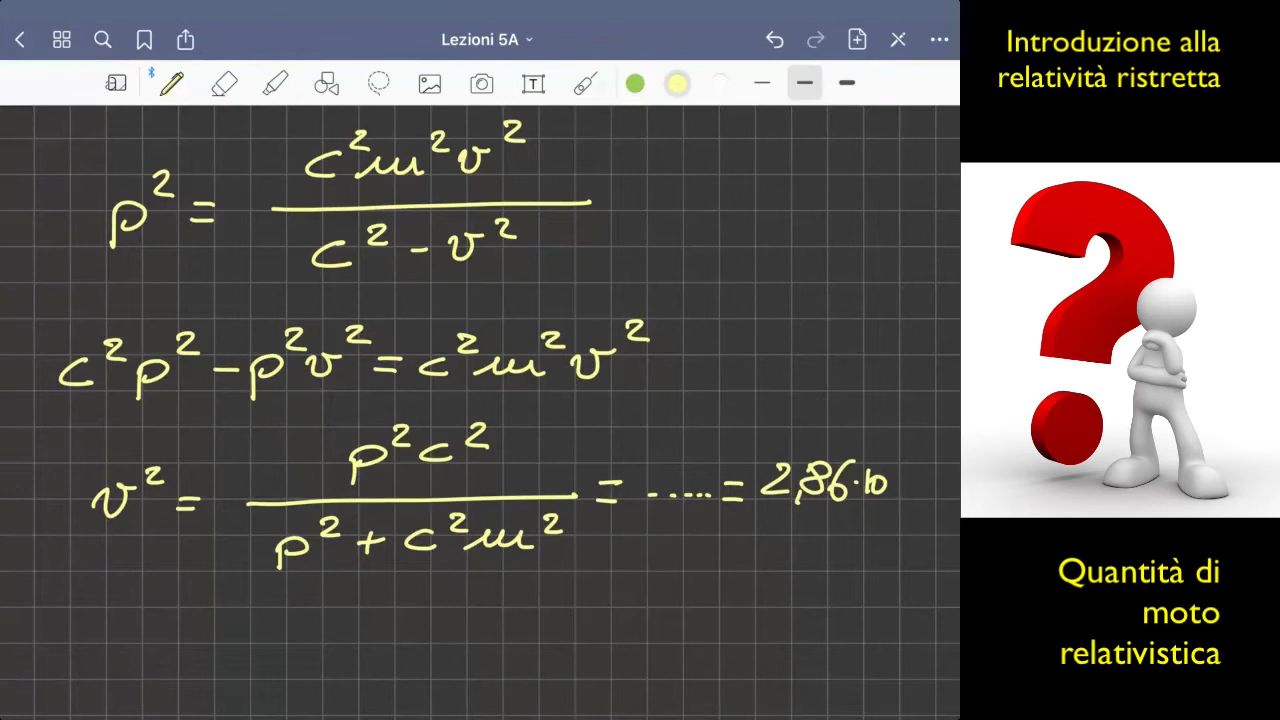 Lezioni 5A
p² = c²m²v² / c² - v²
c²p² - p²v² = c²m²v²
v² = p²c² / p² + c²m² = ..... = 2,86·10
Introduzione alla
relatività ristretta
Quantità di
moto
relativistica